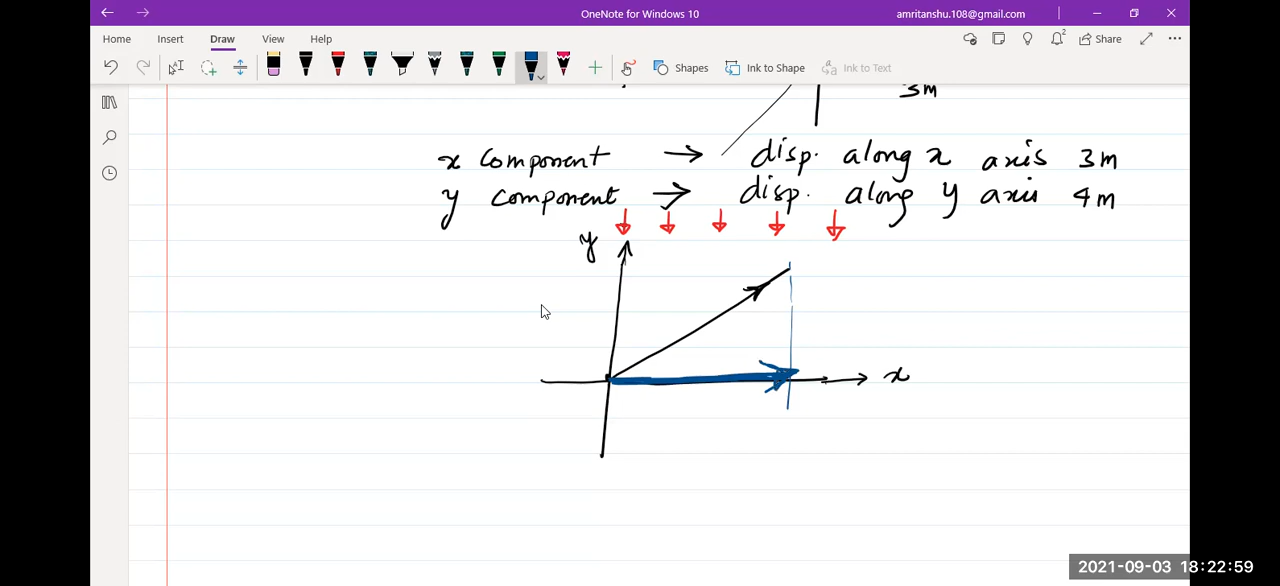 OneNote for Windows 10
amritanshu.108@gmail.com
Home Insert Draw View Help
Share
Shapes Ink to Shape Ink to Text
3m
x component → disp. along x axis 3m
y component → disp. along y axis 4m
y
x
2021-09-03 18:22:59